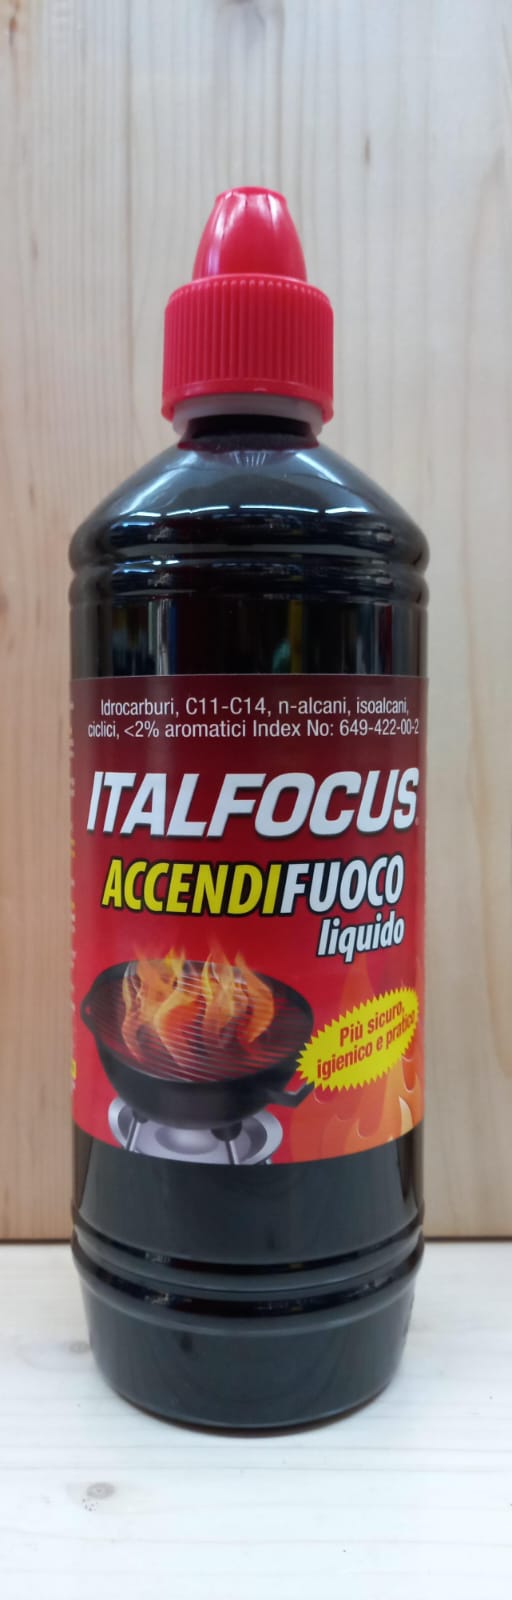 Idrocarburi, C11-C14, n-alcani, isoalcani,
ciclici, <2% aromatici Index No: 649-422-00-2
ITALFOCUS
ACCENDIFUOCO
liquido
Più sicuro,
igienico e pratico